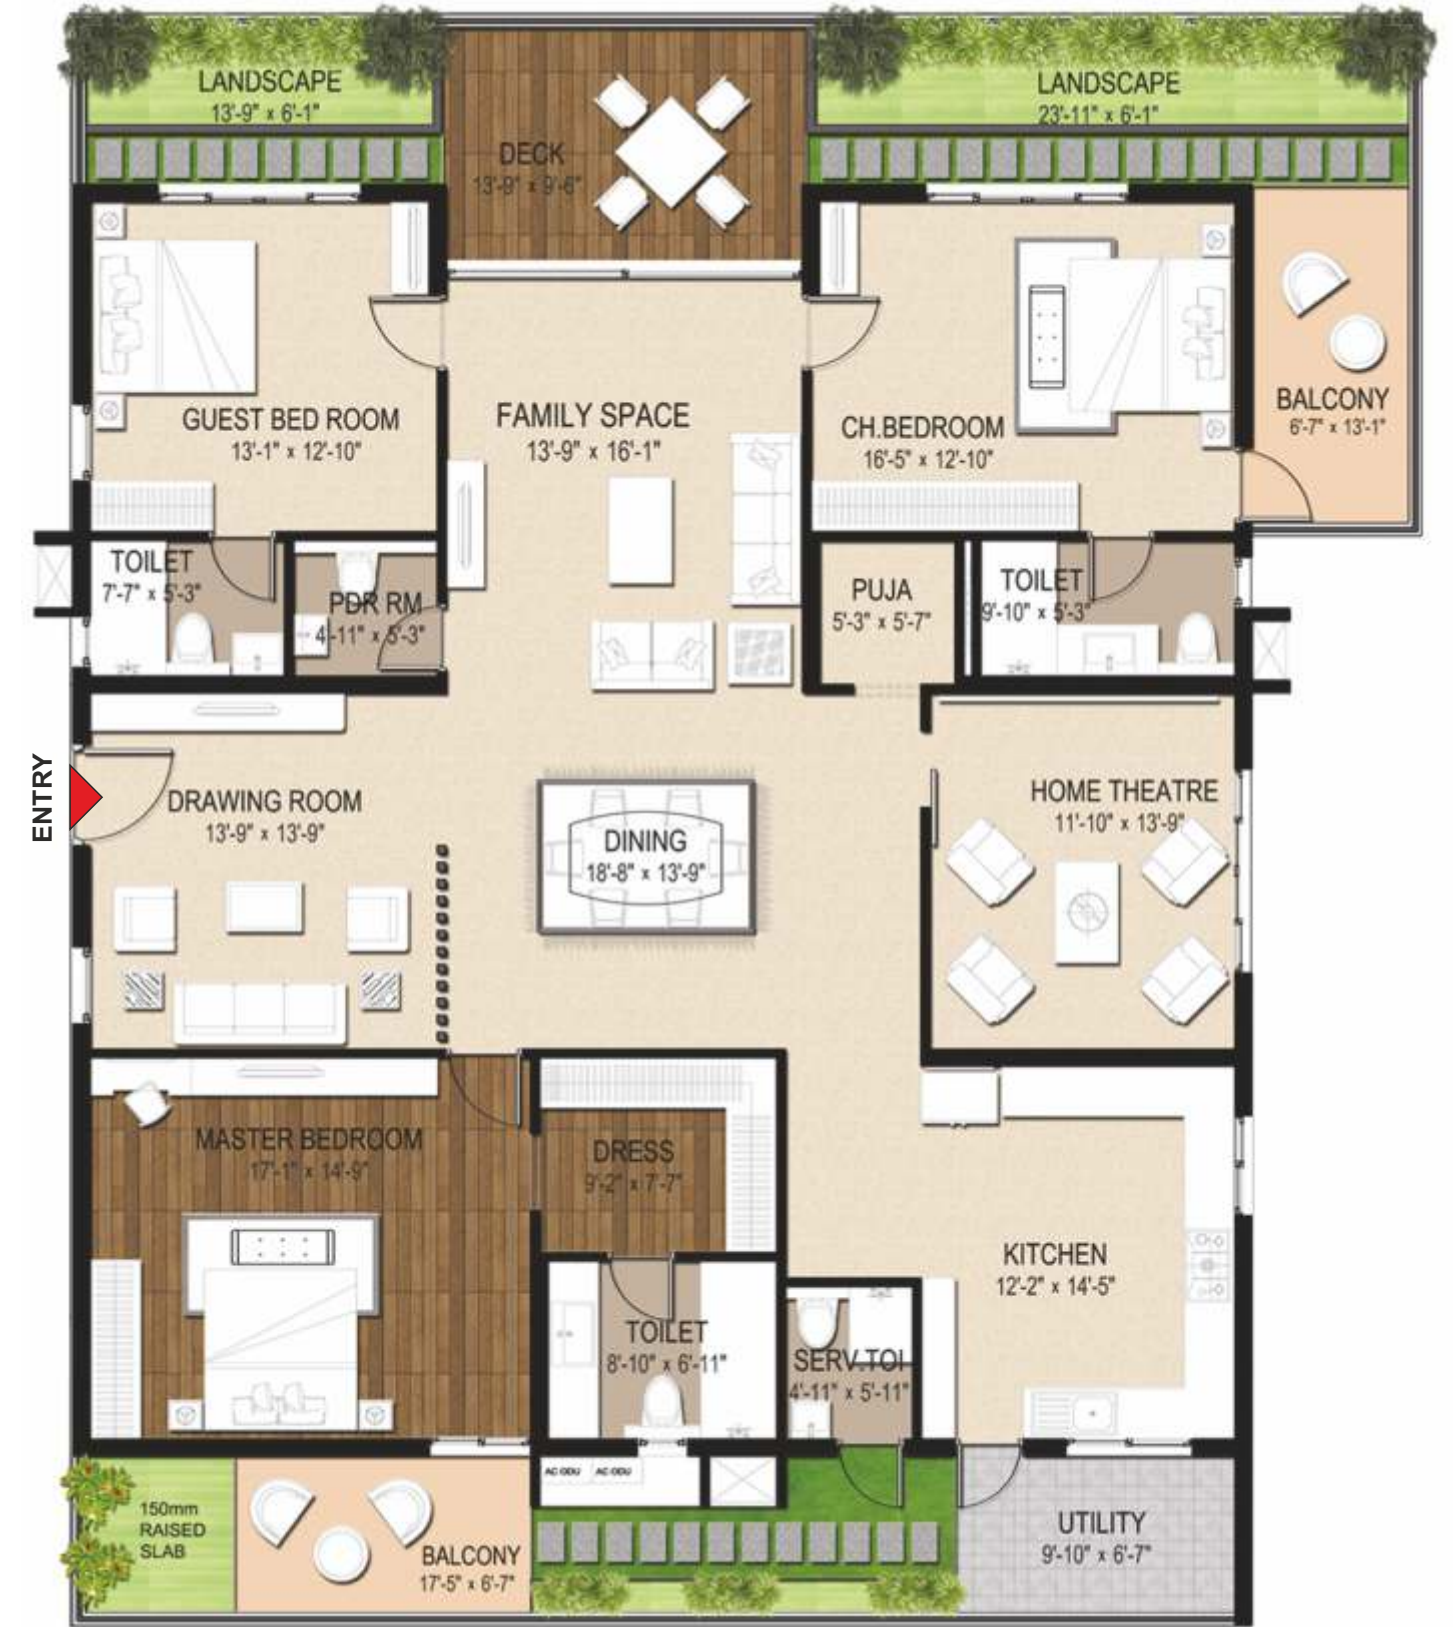 LANDSCAPE
13'-9" x 6'-1"
LANDSCAPE
23'-11" x 6'-1"
DECK
13'-9" x 9'-6"
GUEST BED ROOM
13'-1" x 12'-10"
FAMILY SPACE
13'-9" x 16'-1"
CH.BEDROOM
16'-5" x 12'-10"
BALCONY
6'-7" x 13'-1"
TOILET
7'-7" x 5'-3"
PDR RM
4'-11" x 5'-3"
PUJA
5'-3" x 5'-7"
TOILET
9'-10" x 5'-3"
ENTRY
DRAWING ROOM
13'-9" x 13'-9"
DINING
18'-8" x 13'-9"
HOME THEATRE
11'-10" x 13'-9"
MASTER BEDROOM
17'-1" x 14'-9"
DRESS
9'-2" x 7'-7"
KITCHEN
12'-2" x 14'-5"
TOILET
8'-10" x 6'-11"
SERV.TOI
4'-11" x 5'-11"
AC ODU AC ODU
150mm
RAISED
SLAB
BALCONY
17'-5" x 6'-7"
UTILITY
9'-10" x 6'-7"